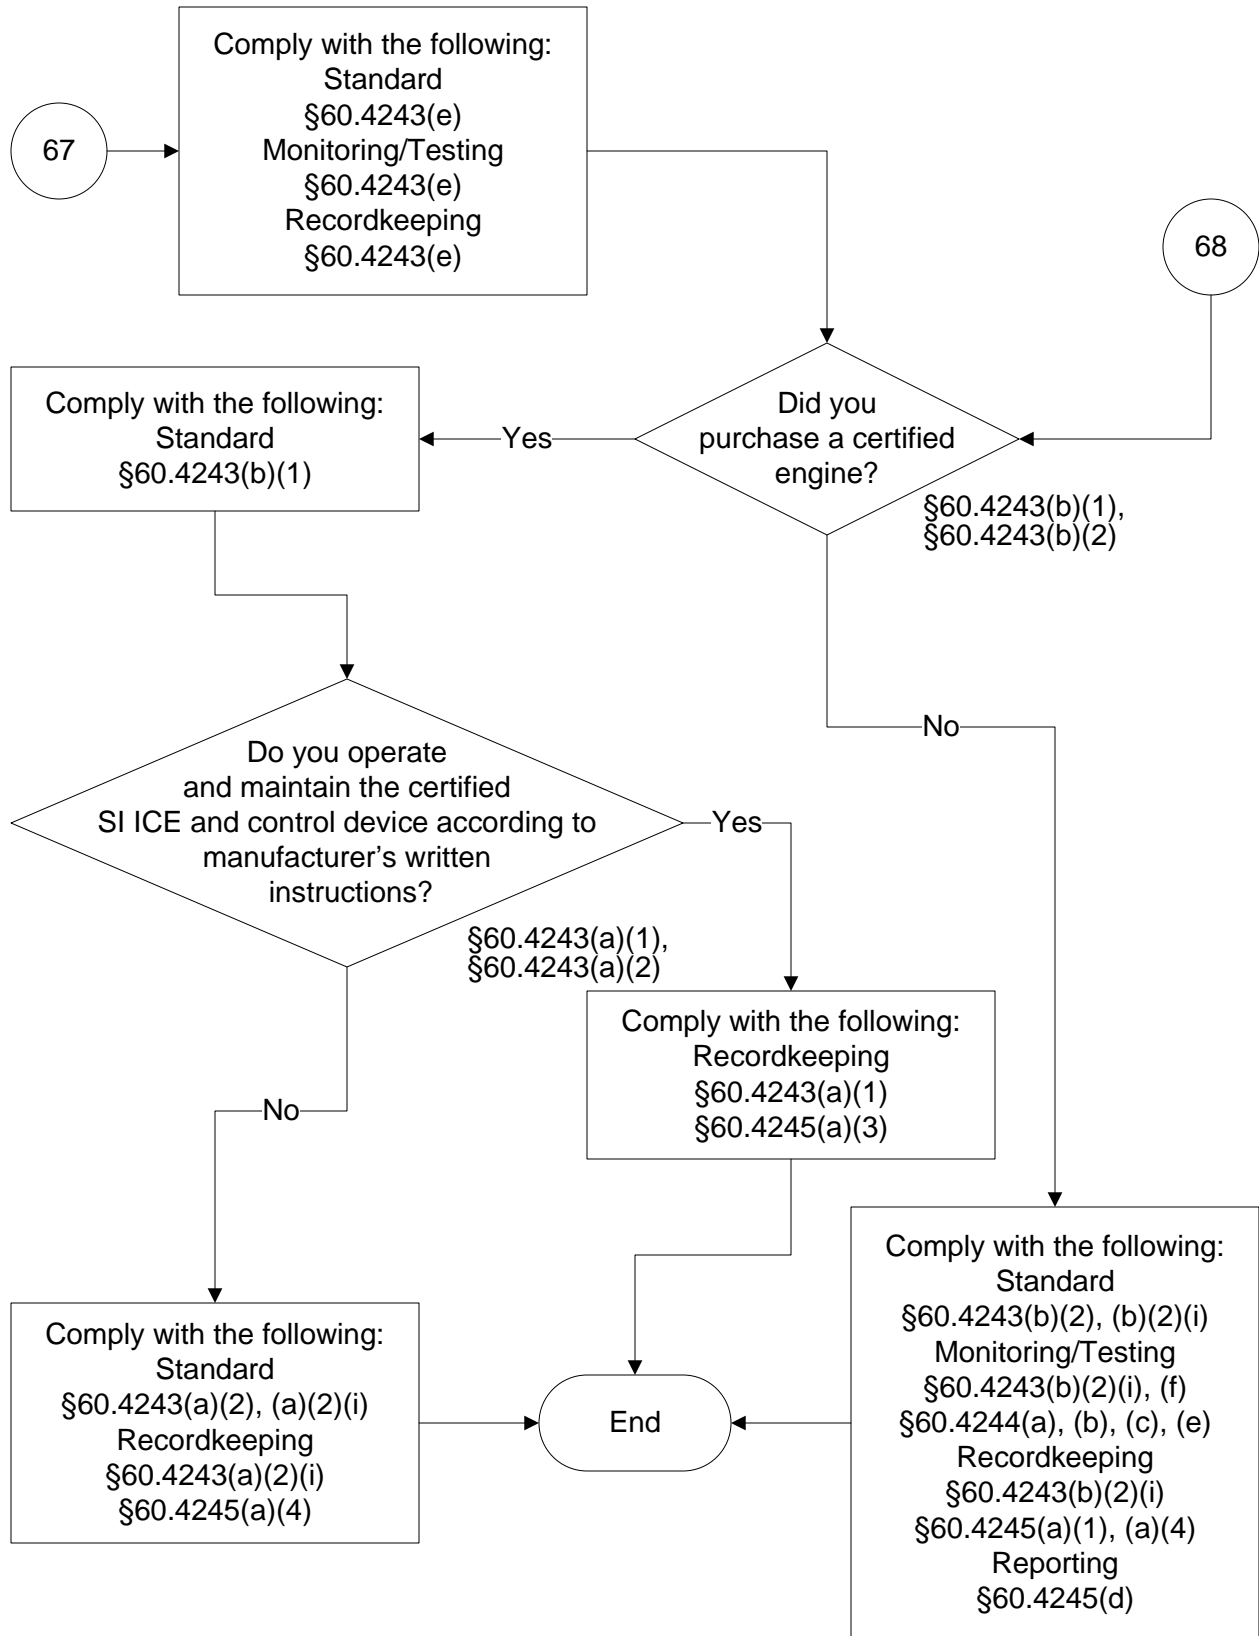 Comply with the following:
Standard
§60.4243(e)
Monitoring/Testing
§60.4243(e)
Recordkeeping
§60.4243(e)
67
68
Did you
purchase a certified
engine?
§60.4243(b)(1),
§60.4243(b)(2)
Yes
Comply with the following:
Standard
§60.4243(b)(1)
No
Do you operate
and maintain the certified
SI ICE and control device according to
manufacturer’s written
instructions?
§60.4243(a)(1),
§60.4243(a)(2)
Yes
Comply with the following:
Recordkeeping
§60.4243(a)(1)
§60.4245(a)(3)
No
Comply with the following:
Standard
§60.4243(a)(2), (a)(2)(i)
Recordkeeping
§60.4243(a)(2)(i)
§60.4245(a)(4)
End
Comply with the following:
Standard
§60.4243(b)(2), (b)(2)(i)
Monitoring/Testing
§60.4243(b)(2)(i), (f)
§60.4244(a), (b), (c), (e)
Recordkeeping
§60.4243(b)(2)(i)
§60.4245(a)(1), (a)(4)
Reporting
§60.4245(d)